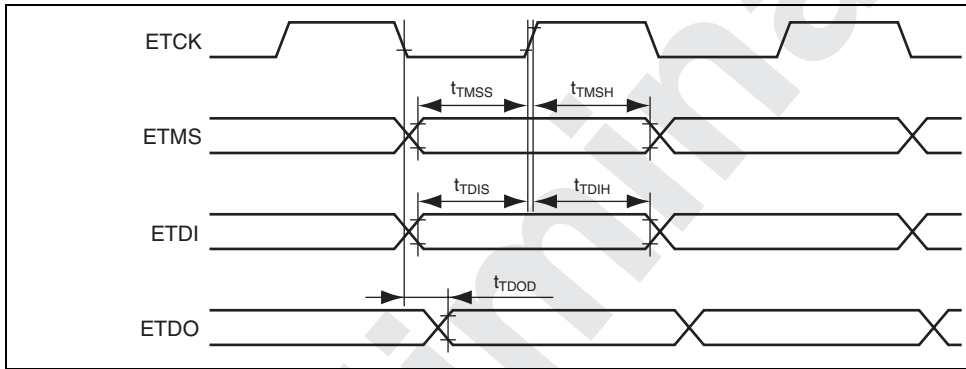 ETCK
tTMSS tTMSH
ETMS
tTDIS tTDIH
ETDI
tTDOD
ETDO